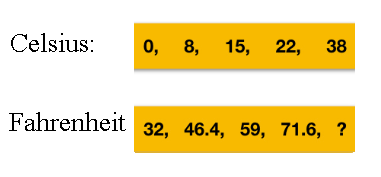 Celsius: 0, 8, 15, 22, 38
Fahrenheit 32, 46.4, 59, 71.6, ?